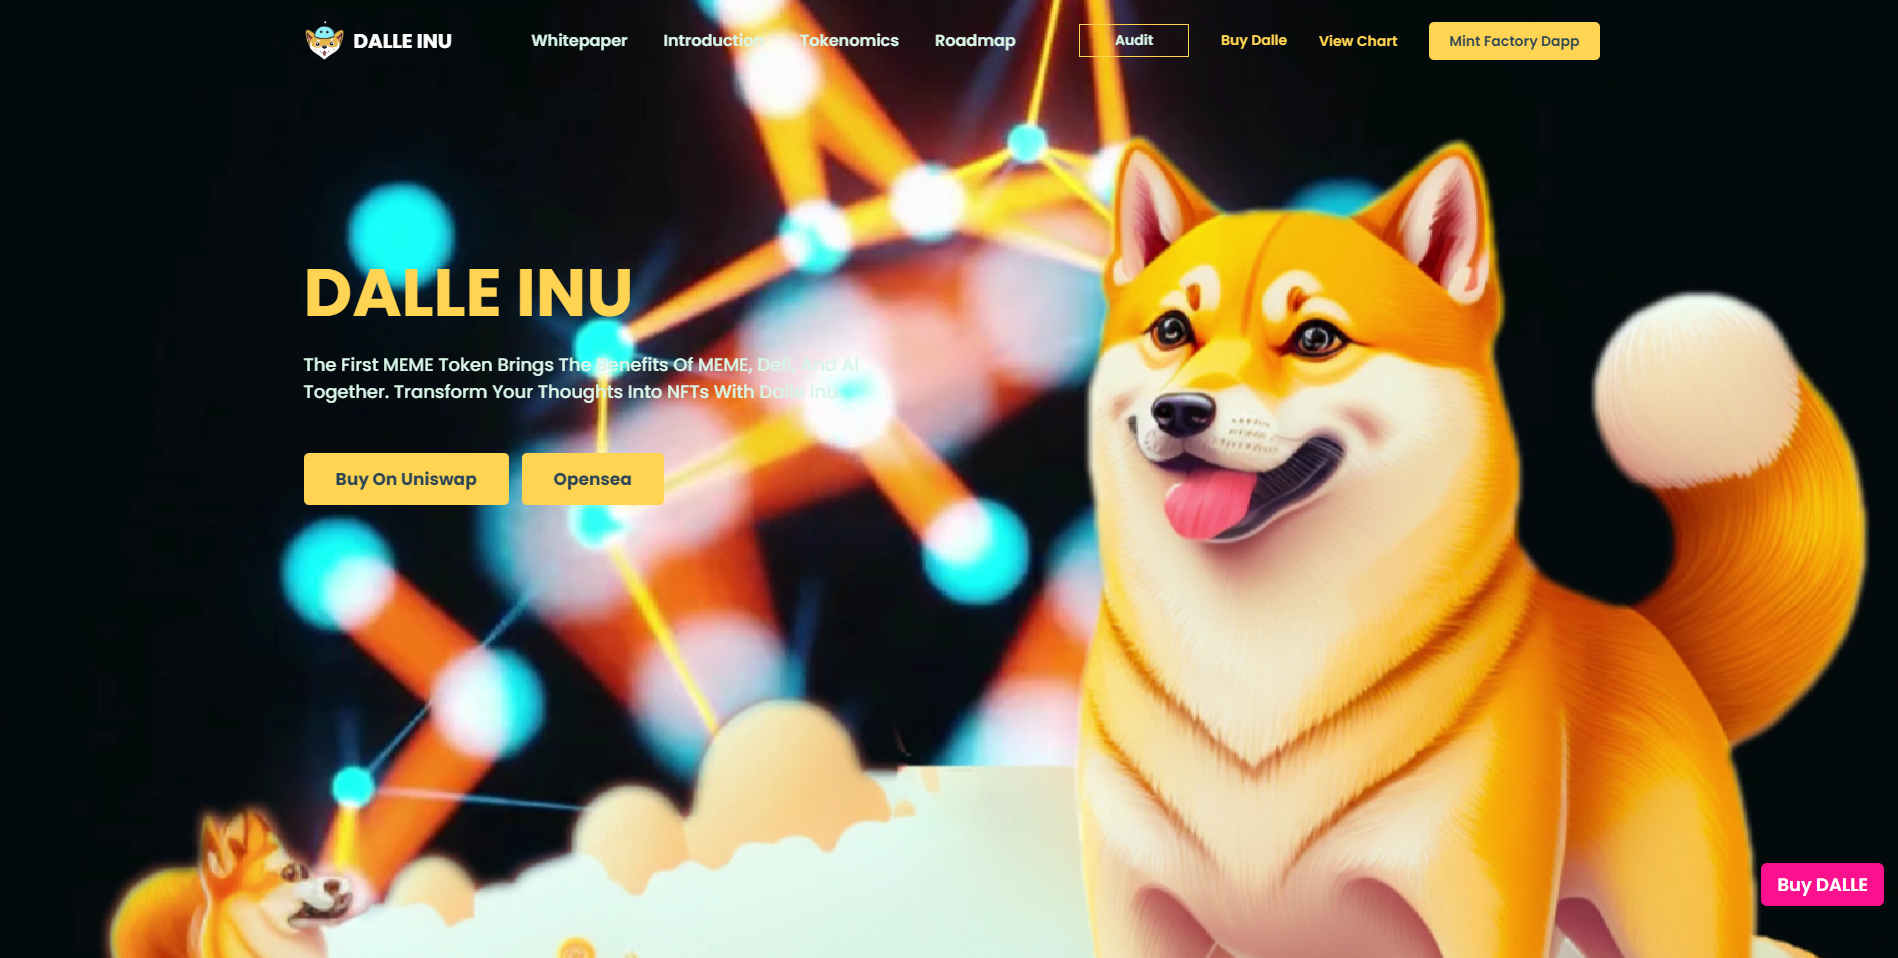 DALLE INU
Whitepaper
Introduction
Tokenomics
Roadmap
Audit
Buy Dalle
View Chart
Mint Factory Dapp
DALLE INU
The First MEME Token Brings The Benefits Of MEME, Defi, And AI
Together. Transform Your Thoughts Into NFTs With Dalle Inu
Buy On Uniswap
Opensea
Buy DALLE